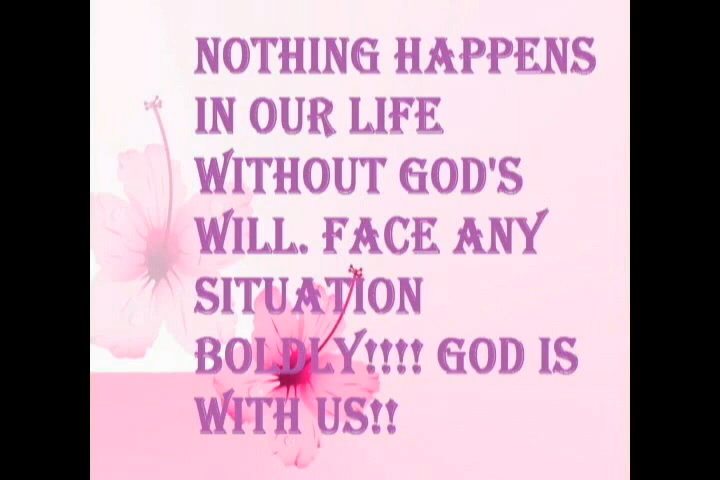 NOTHING HAPPENS
IN OUR LIFE
WITHOUT GOD'S
WILL. FACE ANY
SITUATION
BOLDLY!!!! GOD IS
WITH US!!